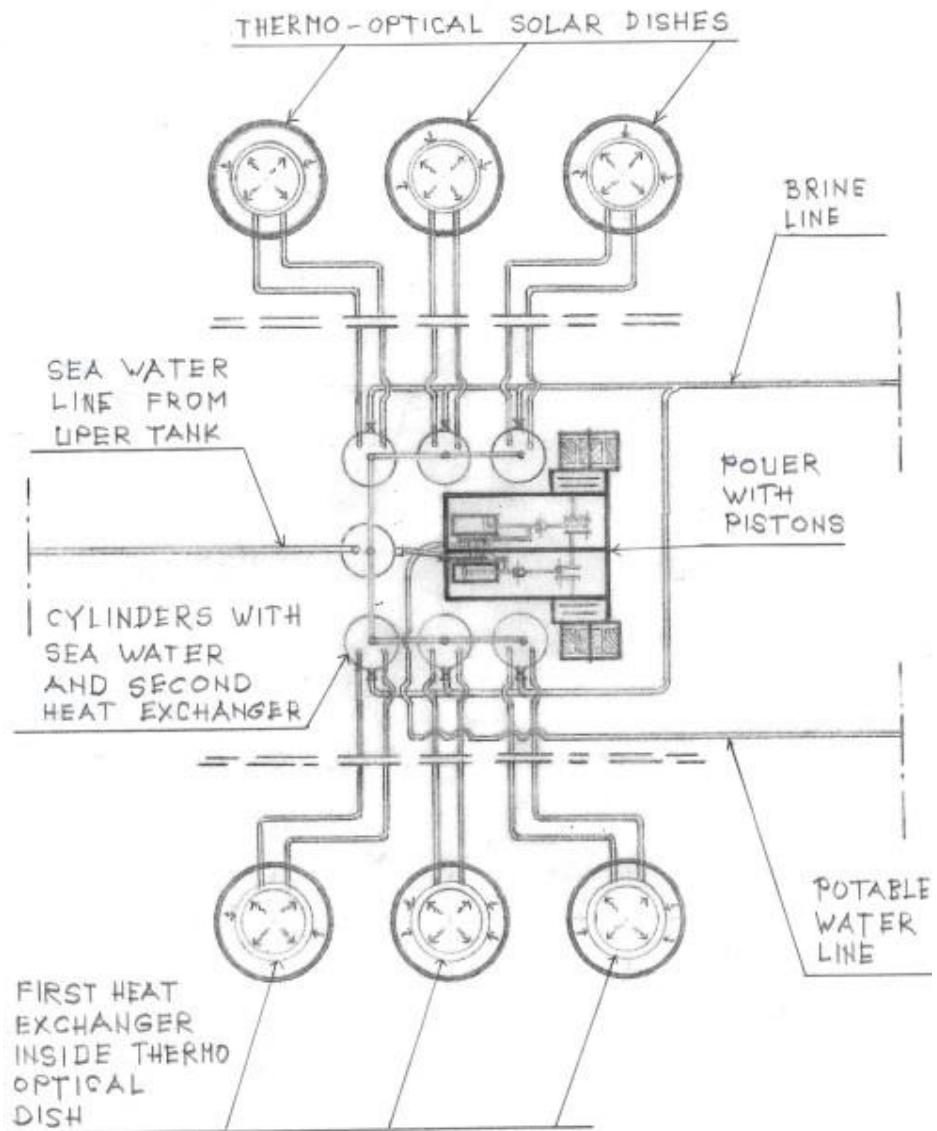 THERMO-OPTICAL SOLAR DISHES
BRINE
LINE
SEA WATER
LINE FROM
UPER TANK
POUER
WITH
PISTONS
CYLINDERS WITH
SEA WATER
AND SECOND
HEAT EXCHANGER
POTABLE
WATER
LINE
FIRST HEAT
EXCHANGER
INSIDE THERMO
OPTICAL
DISH